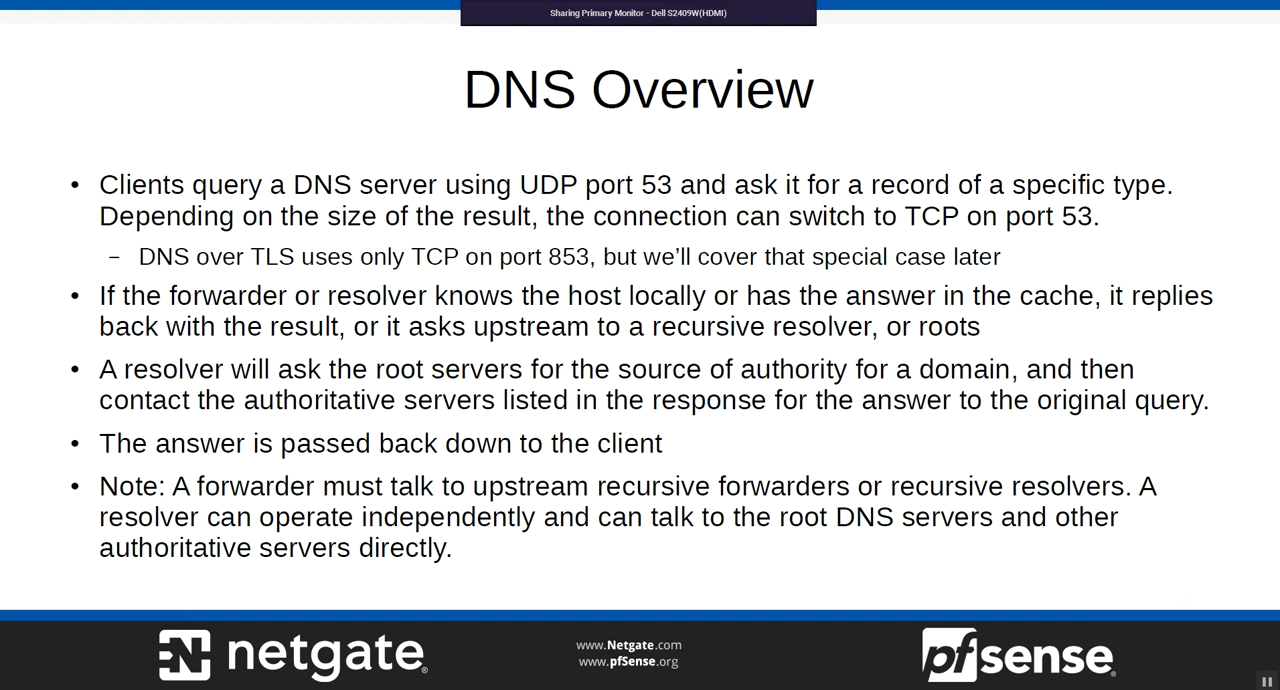 Sharing Primary Monitor - Dell S2409W(HDMI)
DNS Overview
• Clients query a DNS server using UDP port 53 and ask it for a record of a specific type.
Depending on the size of the result, the connection can switch to TCP on port 53.
– DNS over TLS uses only TCP on port 853, but we’ll cover that special case later
• If the forwarder or resolver knows the host locally or has the answer in the cache, it replies
back with the result, or it asks upstream to a recursive resolver, or roots
• A resolver will ask the root servers for the source of authority for a domain, and then
contact the authoritative servers listed in the response for the answer to the original query.
• The answer is passed back down to the client
• Note: A forwarder must talk to upstream recursive forwarders or recursive resolvers. A
resolver can operate independently and can talk to the root DNS servers and other
authoritative servers directly.
N netgate®
www.Netgate.com
www.pfSense.org
pfsense®